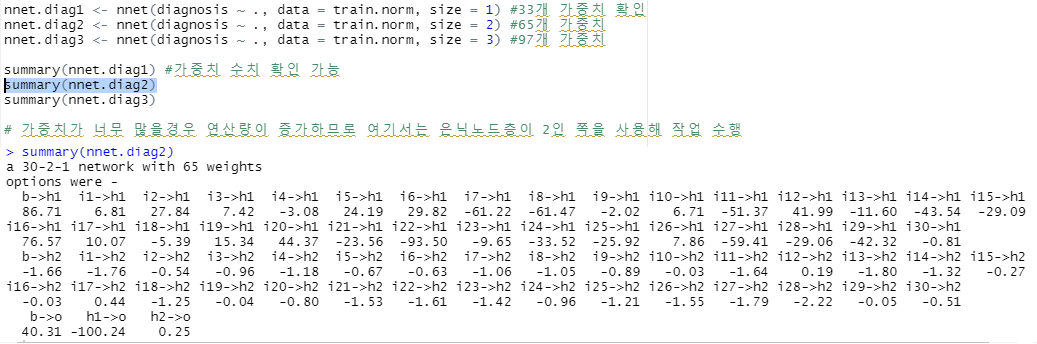 nnet.diag1 <- nnet(diagnosis ~ ., data = train.norm, size = 1) #33개 가중치 확인
nnet.diag2 <- nnet(diagnosis ~ ., data = train.norm, size = 2) #65개 가중치
nnet.diag3 <- nnet(diagnosis ~ ., data = train.norm, size = 3) #97개 가중치
summary(nnet.diag1) #가중치 수치 확인 가능
summary(nnet.diag2)
summary(nnet.diag3)
# 가중치가 너무 많을경우 연산량이 증가하므로 여기서는 은닉노드층이 2인 쪽을 사용해 작업 수행
> summary(nnet.diag2)
a 30-2-1 network with 65 weights
options were -
b->h1 i1->h1 i2->h1 i3->h1 i4->h1 i5->h1 i6->h1 i7->h1 i8->h1 i9->h1 i10->h1 i11->h1 i12->h1 i13->h1 i14->h1 i15->h1
86.71 6.81 27.84 7.42 -3.08 24.19 29.82 -61.22 -61.47 -2.02 6.71 -51.37 41.99 -11.60 -43.54 -29.09
i16->h1 i17->h1 i18->h1 i19->h1 i20->h1 i21->h1 i22->h1 i23->h1 i24->h1 i25->h1 i26->h1 i27->h1 i28->h1 i29->h1 i30->h1
76.57 10.07 -5.39 15.34 44.37 -23.56 -93.50 -9.65 -33.52 -25.92 7.86 -59.41 -29.06 -42.32 -0.81
b->h2 i1->h2 i2->h2 i3->h2 i4->h2 i5->h2 i6->h2 i7->h2 i8->h2 i9->h2 i10->h2 i11->h2 i12->h2 i13->h2 i14->h2 i15->h2
-1.66 -1.76 -0.54 -0.96 -1.18 -0.67 -0.63 -1.06 -1.05 -0.89 -0.03 -1.64 0.19 -1.80 -1.32 -0.27
i16->h2 i17->h2 i18->h2 i19->h2 i20->h2 i21->h2 i22->h2 i23->h2 i24->h2 i25->h2 i26->h2 i27->h2 i28->h2 i29->h2 i30->h2
-0.03 0.44 -1.25 -0.04 -0.80 -1.53 -1.61 -1.42 -0.96 -1.21 -1.55 -1.79 -2.22 -0.05 -0.51
b->o h1->o h2->o
40.31 -100.24 0.25